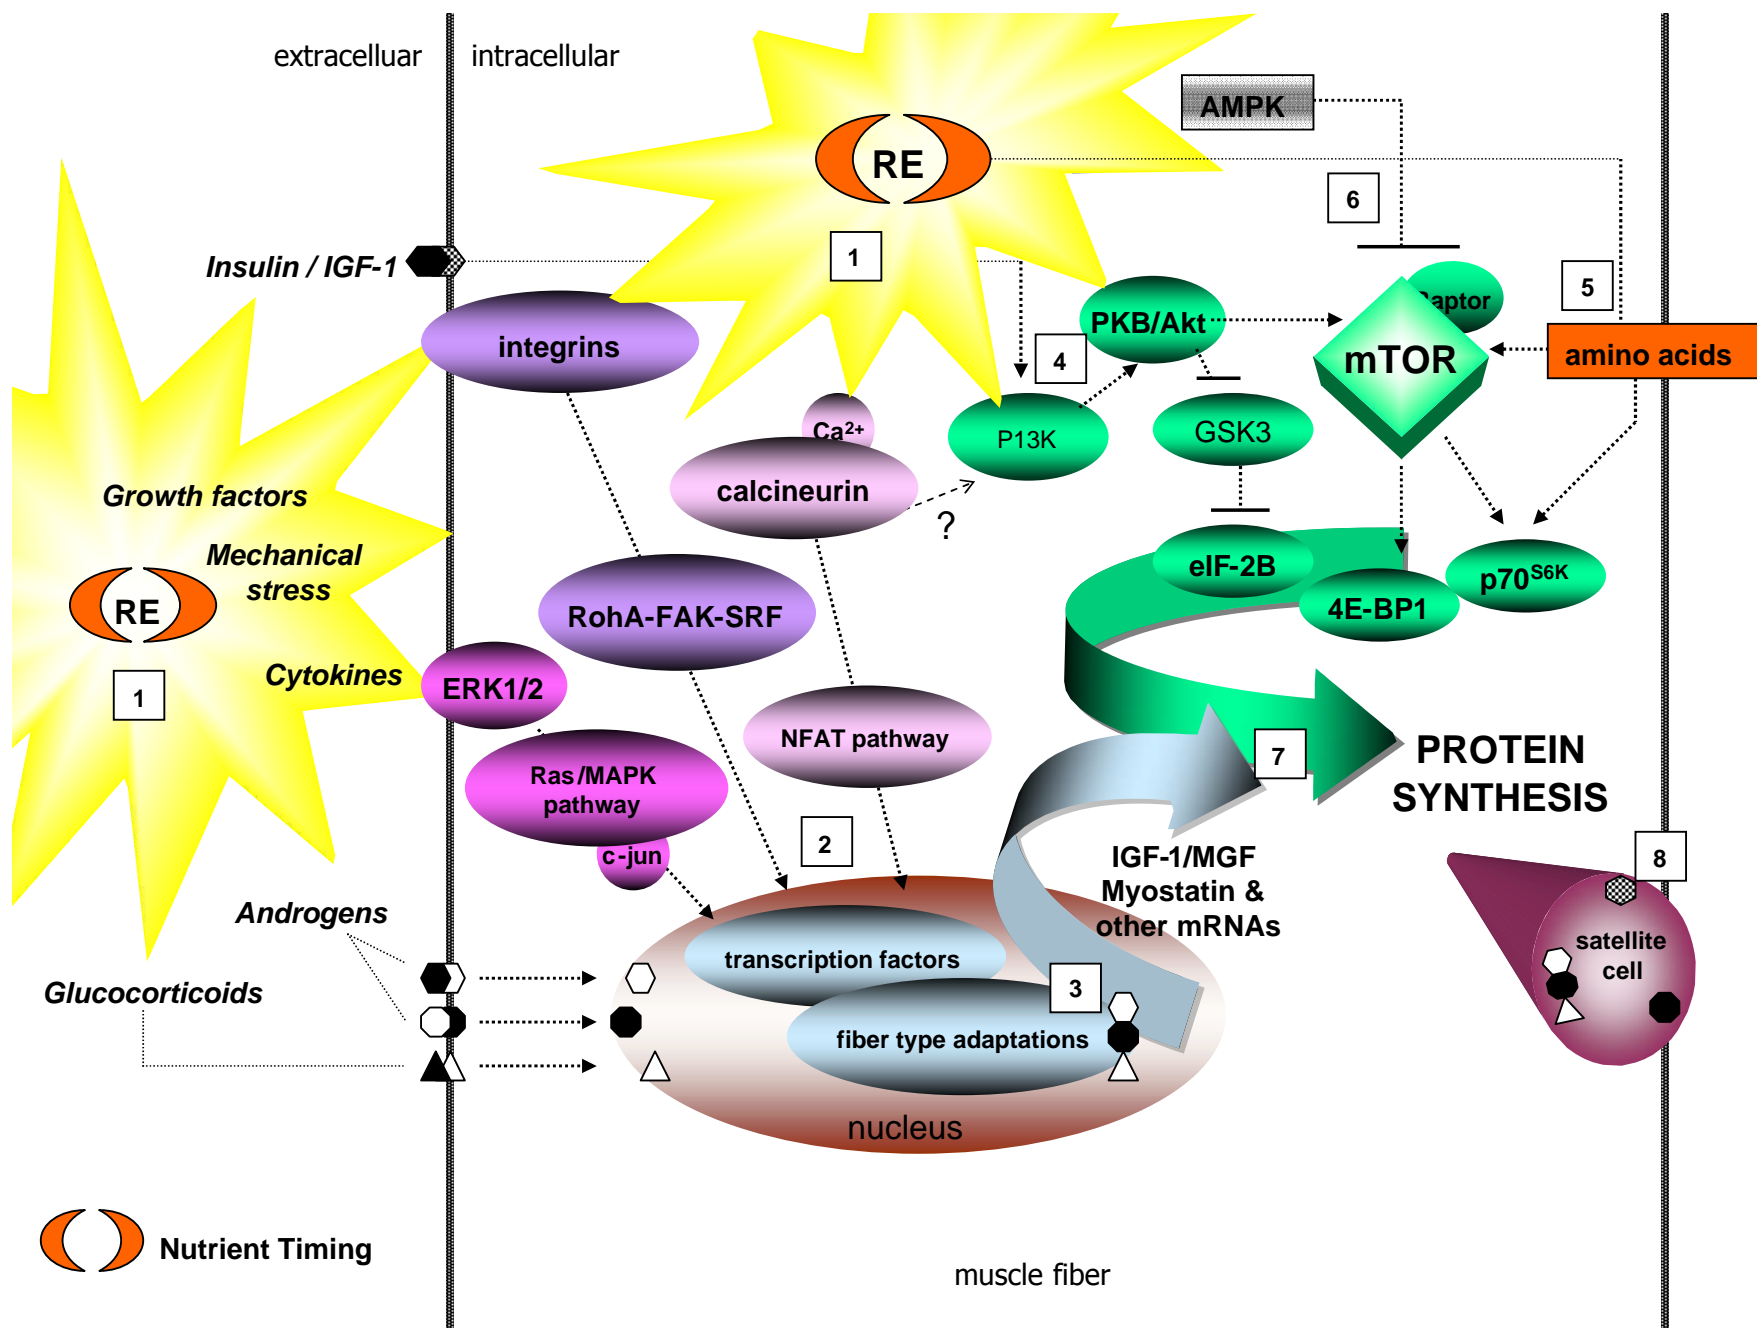 extracelluar
intracellular
AMPK
RE
6
1
Insulin / IGF-1
5
Raptor
PKB/Akt
integrins
4
mTOR
amino acids
Ca2+
P13K
GSK3
calcineurin
Growth factors
?
Mechanical
stress
eIF-2B
p70S6K
RE
RohA-FAK-SRF
4E-BP1
Cytokines
ERK1/2
1
NFAT pathway
7
PROTEIN
SYNTHESIS
Ras/MAPK
pathway
2
c-jun
IGF-1/MGF
Myostatin &
other mRNAs
8
Androgens
transcription factors
satellite
cell
Glucocorticoids
3
fiber type adaptations
nucleus
Nutrient Timing
muscle fiber